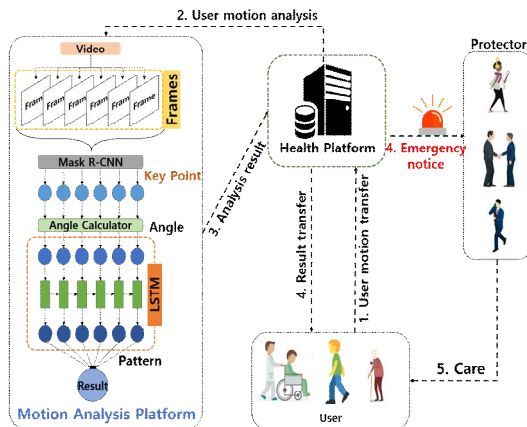 2. User motion analysis
Video
Frame Frame Frame Frame Frame Frame
Frames
Mask R-CNN
Key Point
Angle Calculator
Angle
LSTM
Pattern
Result
Motion Analysis Platform
3. Analysis result
Health Platform
4. Result transfer
1. User motion transfer
4. Emergency
notice
Protector
5. Care
User